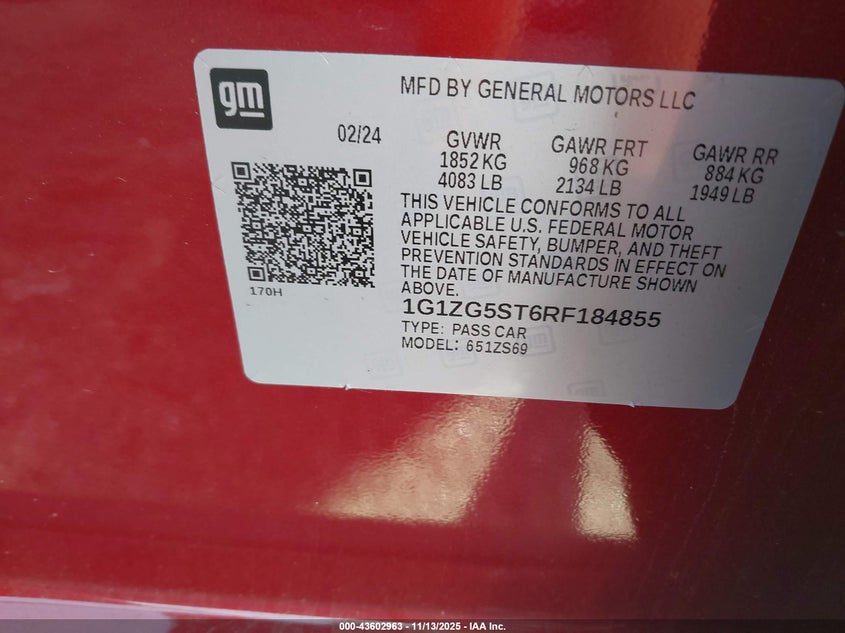 gm
MFD BY GENERAL MOTORS LLC
02/24
GVWR
1852 KG
4083 LB
GAWR FRT
968 KG
2134 LB
GAWR RR
884 KG
1949 LB
THIS VEHICLE CONFORMS TO ALL
APPLICABLE U.S. FEDERAL MOTOR
VEHICLE SAFETY, BUMPER, AND THEFT
PREVENTION STANDARDS IN EFFECT ON
THE DATE OF MANUFACTURE SHOWN
ABOVE.
170H
1G1ZG5ST6RF184855
TYPE: PASS CAR
MODEL: 651ZS69
000-43602963 - 11/13/2025 - IAA Inc.